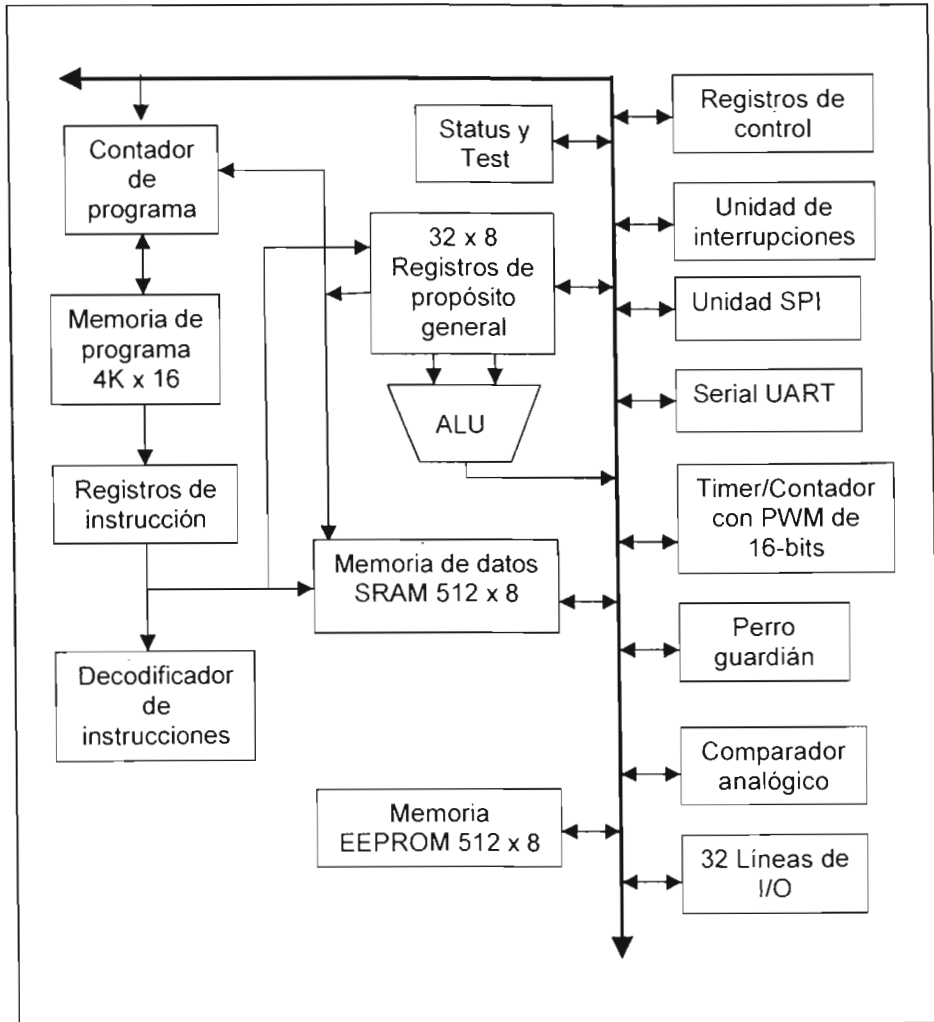 Contador
de
programa
Memoria de
programa
4K x 16
Registros de
instrucción
Decodificador
de
instrucciones
Status y
Test
32 x 8
Registros de
propósito
general
ALU
Memoria de datos
SRAM 512 x 8
Memoria
EEPROM 512 x 8
Registros de
control
Unidad de
interrupciones
Unidad SPI
Serial UART
Timer/Contador
con PWM de
16-bits
Perro
guardián
Comparador
analógico
32 Líneas de
I/O